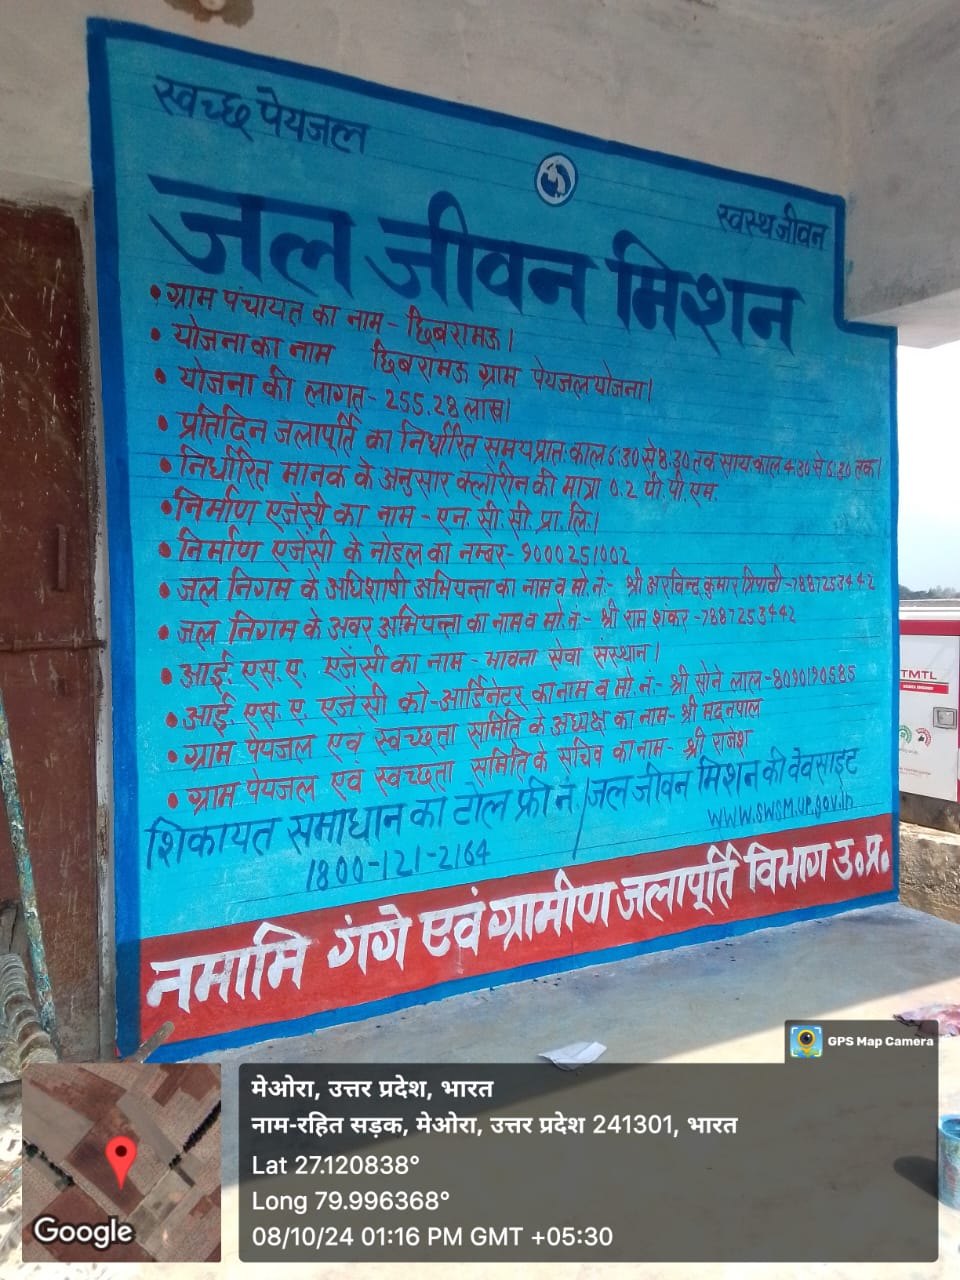 स्वच्छ पेयजल
स्वस्थ जीवन
जल जीवन मिशन
• ग्राम पंचायत का नाम - छिबरामऊ।
• योजना का नाम छिबरामऊ ग्राम पेयजल योजना।
• योजना की लागत - 255.28 लाख।
• प्रतिदिन जलापूर्ति का निर्धारित समय प्रातः काल 6:30 से 8:30 तक सायः काल 4:30 से 6:30 तक।
• निर्धारित मानक के अनुसार क्लोरीन की मात्रा 0.2 पी.पी.एम.
• निर्माण एजेंसी का नाम - एन.सी.सी.प्रा.लि.।
• निर्माण एजेंसी के नोडल का नम्बर- 9000251002
• जल निगम के अधिशाषी अभियन्ता का नाम व मो.नं.- श्री अरविन्द कुमार त्रिपाठी -7887253442
• जल निगम के अवर अभियन्ता का नाम व मो.नं.- श्री राम शंकर -7887253442
• आई.एस.ए. एजेंसी का नाम - भावना सेवा संस्थान।
• आई.एस.ए. एजेंसी को-आर्डिनेटर का नाम व मो.नं.- श्री सोने लाल-8090190585
• ग्राम पेयजल एवं स्वच्छता समिति के अध्यक्ष का नाम- श्री मदनपाल
• ग्राम पेयजल एवं स्वच्छता समिति के सचिव का नाम- श्री राजेश
शिकायत समाधान का टोल फ्री नं. / जल जीवन मिशन की वेवसाइट
1800-121-2164 www.swsm.up.gov.in
नमामि गंगे एवं ग्रामीण जलापूर्ति विभाग उ.प्र.
TMTL
GPS Map Camera
मेओरा, उत्तर प्रदेश, भारत
नाम-रहित सड़क, मेओरा, उत्तर प्रदेश 241301, भारत
Lat 27.120838°
Long 79.996368°
08/10/24 01:16 PM GMT +05:30
Google